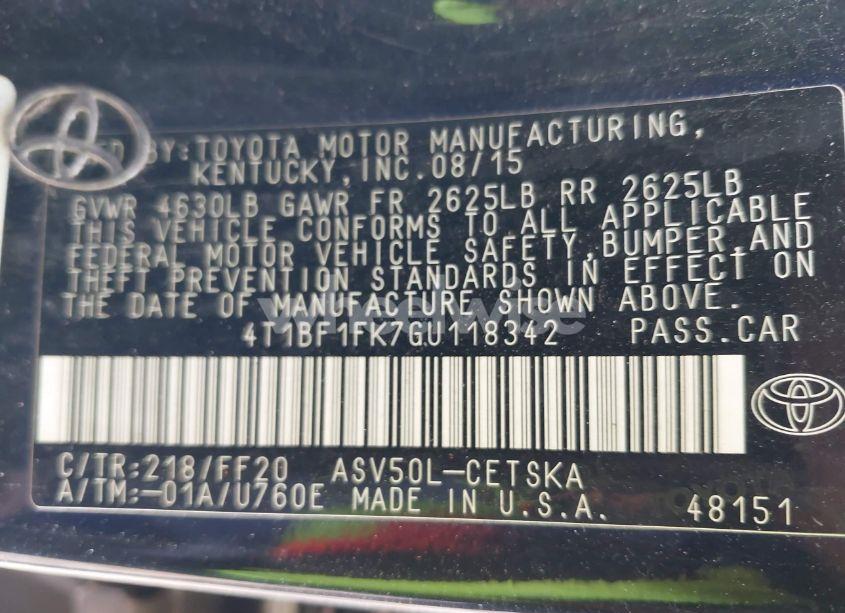 BY: TOYOTA MOTOR MANUFACTURING,
KENTUCKY, INC. 08/15
GVWR 4630LB GAWR FR 2625LB RR 2625LB
THIS VEHICLE CONFORMS TO ALL APPLICABLE
FEDERAL MOTOR VEHICLE SAFETY, BUMPER, AND
THEFT PREVENTION STANDARDS IN EFFECT ON
THE DATE OF MANUFACTURE SHOWN ABOVE.
4T1BF1FK7GU118342 PASS.CAR
C/TR:218/FF20 ASV50L-CETSKA
A/TM:-01A/U760E MADE IN U.S.A. 48151